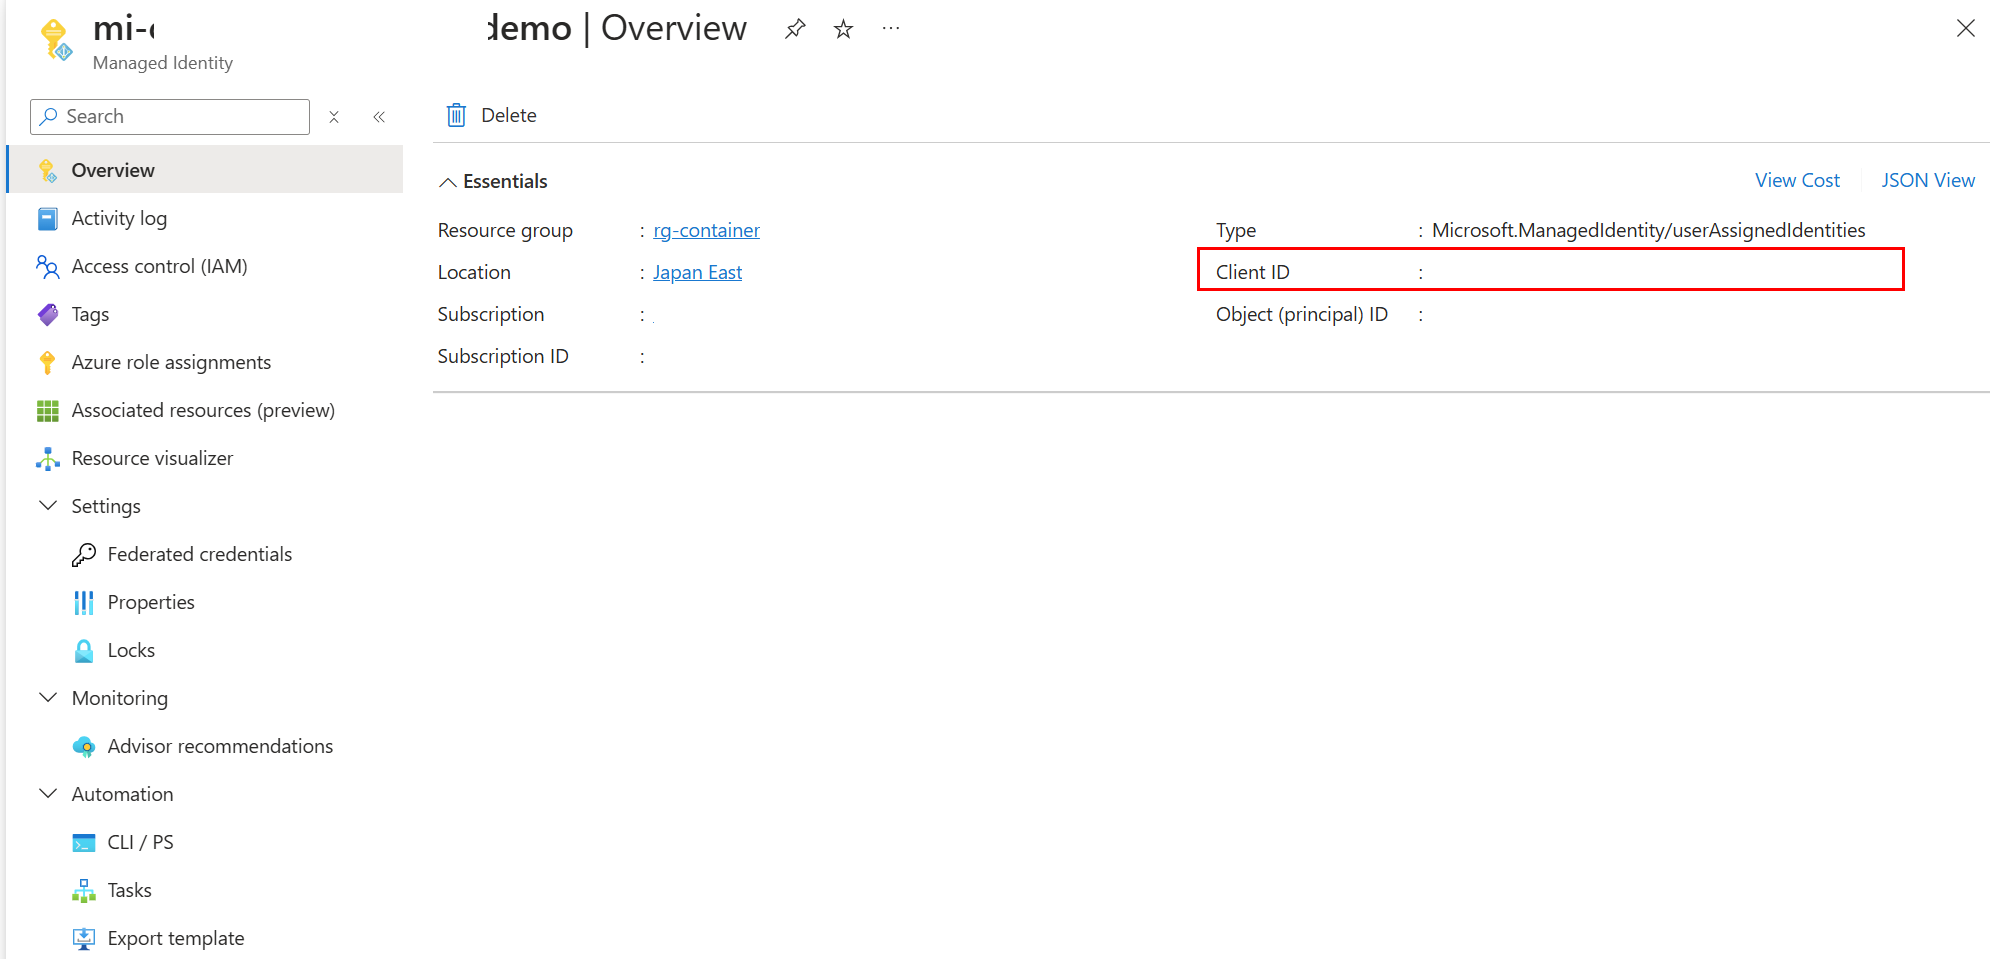 mi-
demo | Overview
Managed Identity
Search
Delete
Overview
Activity log
Access control (IAM)
Tags
Azure role assignments
Associated resources (preview)
Resource visualizer
Settings
Federated credentials
Properties
Locks
Monitoring
Advisor recommendations
Automation
CLI / PS
Tasks
Export template
Essentials
View Cost
JSON View
Resource group : rg-container
Location : Japan East
Subscription :
Subscription ID :
Type : Microsoft.ManagedIdentity/userAssignedIdentities
Client ID :
Object (principal) ID :